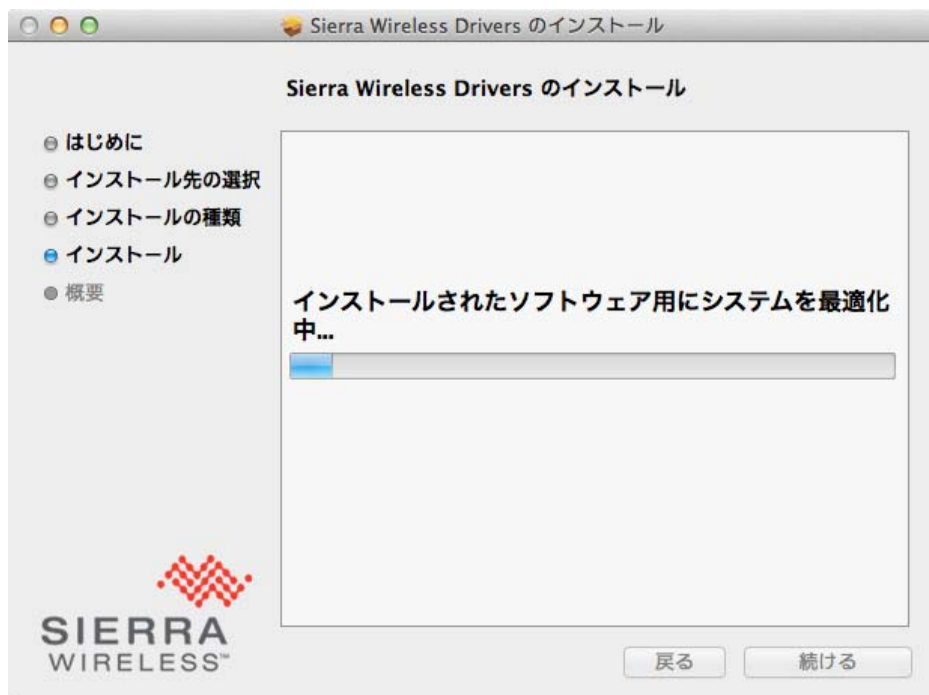 Sierra Wireless Drivers のインストール
Sierra Wireless Drivers のインストール
はじめに
インストール先の選択
インストールの種類
インストール
概要
インストールされたソフトウェア用にシステムを最適化
中...
SIERRA
WIRELESS™
戻る
続ける